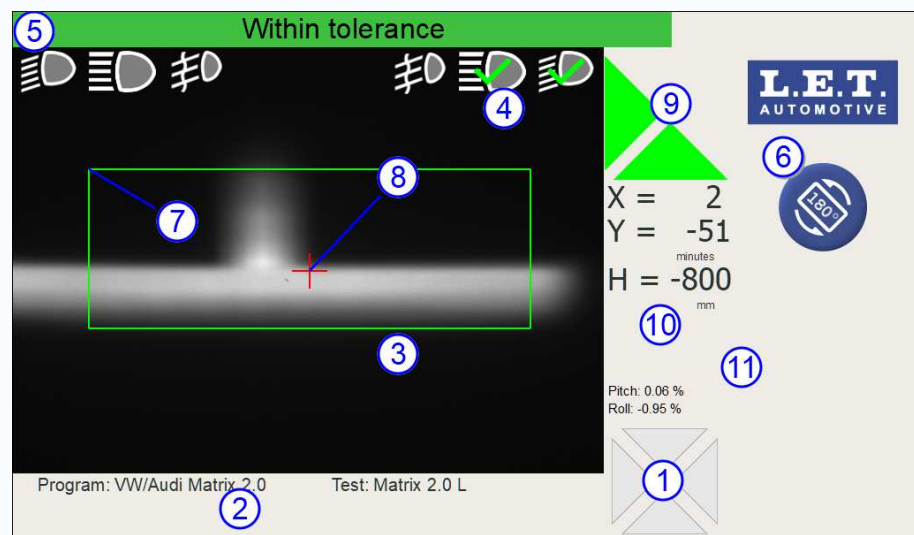 Within tolerance
5
4
9
L.E.T.
AUTOMOTIVE
6
180°
7
8
X = 2
Y = -51
minutes
H = -800
mm
10
3
11
Pitch: 0.06 %
Roll: -0.95 %
1
Program: VW/Audi Matrix 2.0
Test: Matrix 2.0 L
2